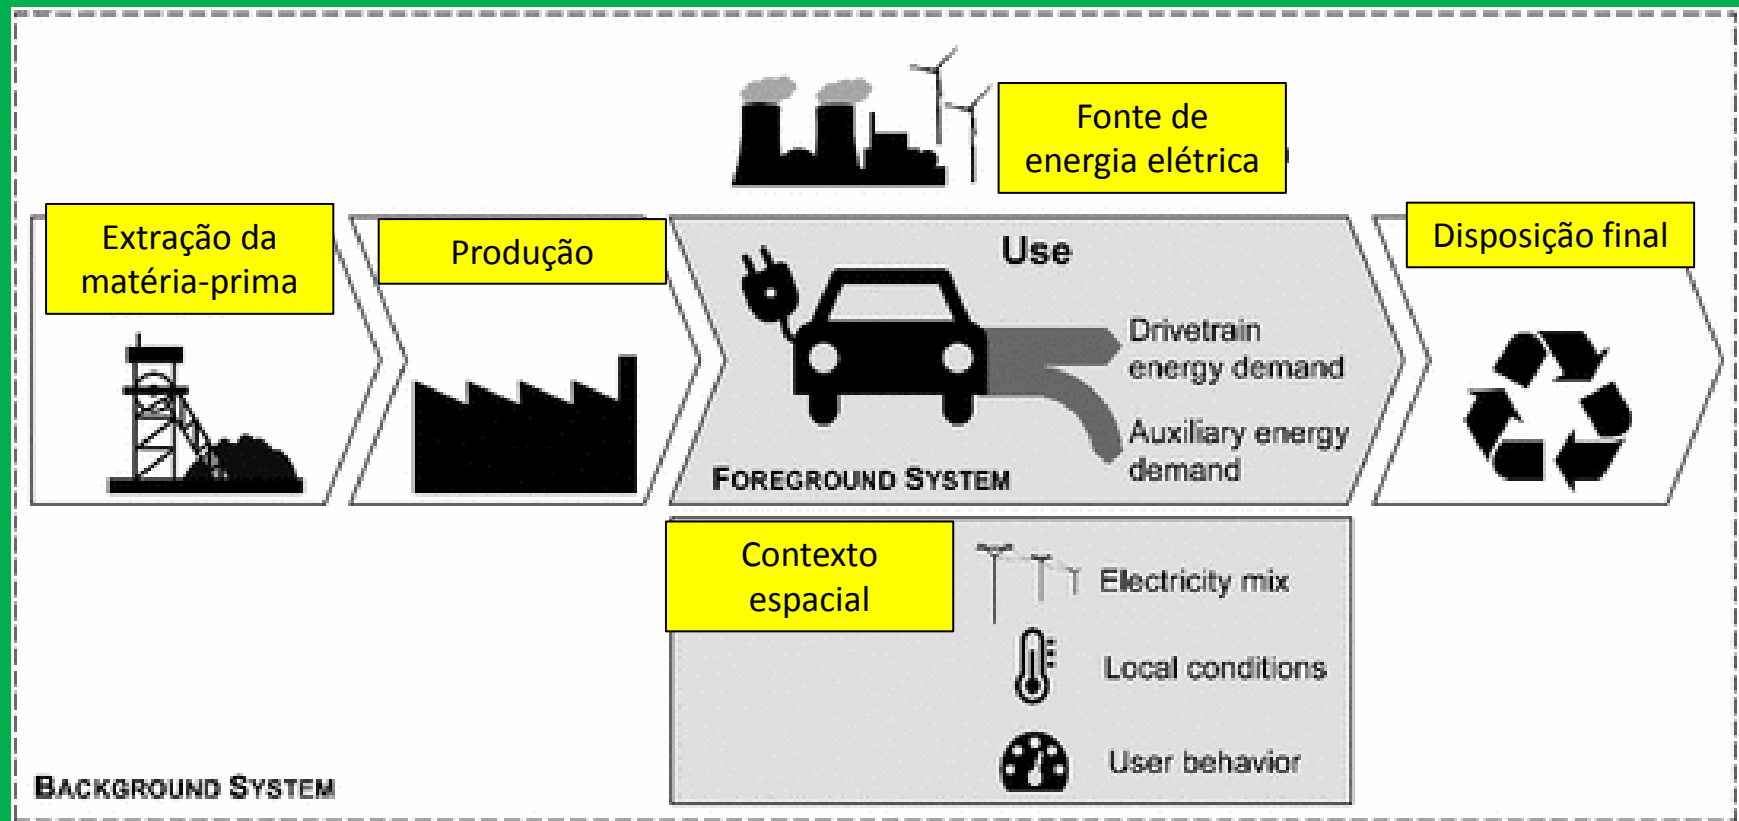 Fonte de
energia elétrica
Extração da
matéria-prima
Produção
Use
Disposição final
Drivetrain
energy demand
Auxiliary energy
demand
FOREGROUND SYSTEM
Contexto
espacial
Electricity mix
Local conditions
User behavior
BACKGROUND SYSTEM